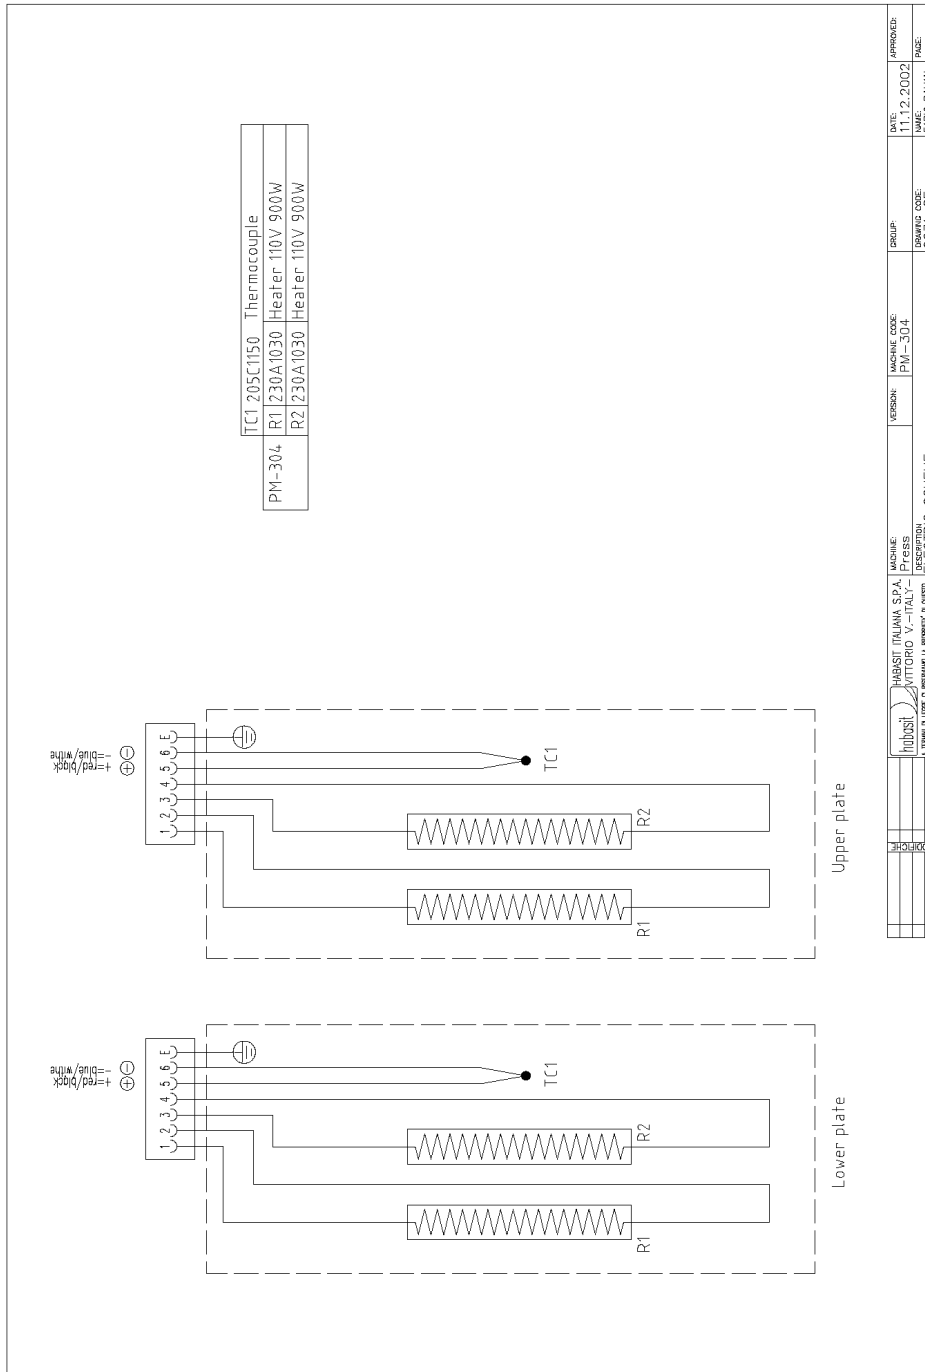 TC1 205C1150 Thermocouple
PM-304 R1 230A1030 Heater 110V 900W
R2 230A1030 Heater 110V 900W
+=red/black
-=blue/withe
1 2 3 4 5 6 E
R1
R2
TC1
Lower plate
+=red/black
-=blue/withe
1 2 3 4 5 6 E
R1
R2
TC1
Upper plate
habasit
HABASIT ITALIANA S.P.A.
VITTORIO V.-ITALY-
MACHINE:
Press
VERSION:
MACHINE CODE:
PM-304
GROUP:
DATE:
11.12.2002
APPROVED:
DESCRIPTION
DRAWING CODE:
NAME:
PAGE: